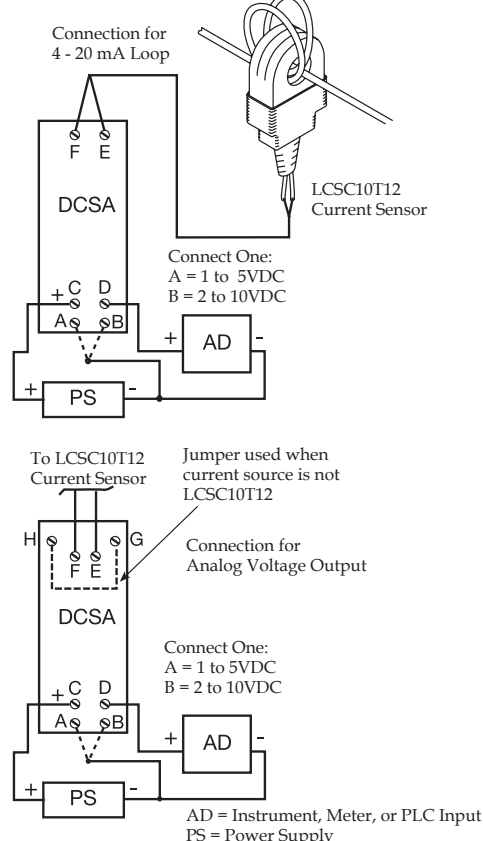 Connection for
4 - 20 mA Loop
F E
DCSA
LCSC10T12
Current Sensor
Connect One:
A = 1 to 5VDC
B = 2 to 10VDC
+ C D
A B
+ AD -
+ PS -
To LCSC10T12
Current Sensor
Jumper used when
current source is not
LCSC10T12
H G
F E
Connection for
Analog Voltage Output
DCSA
Connect One:
A = 1 to 5VDC
B = 2 to 10VDC
+ C D
A B
+ AD -
+ PS -
AD = Instrument, Meter, or PLC Input
PS = Power Supply